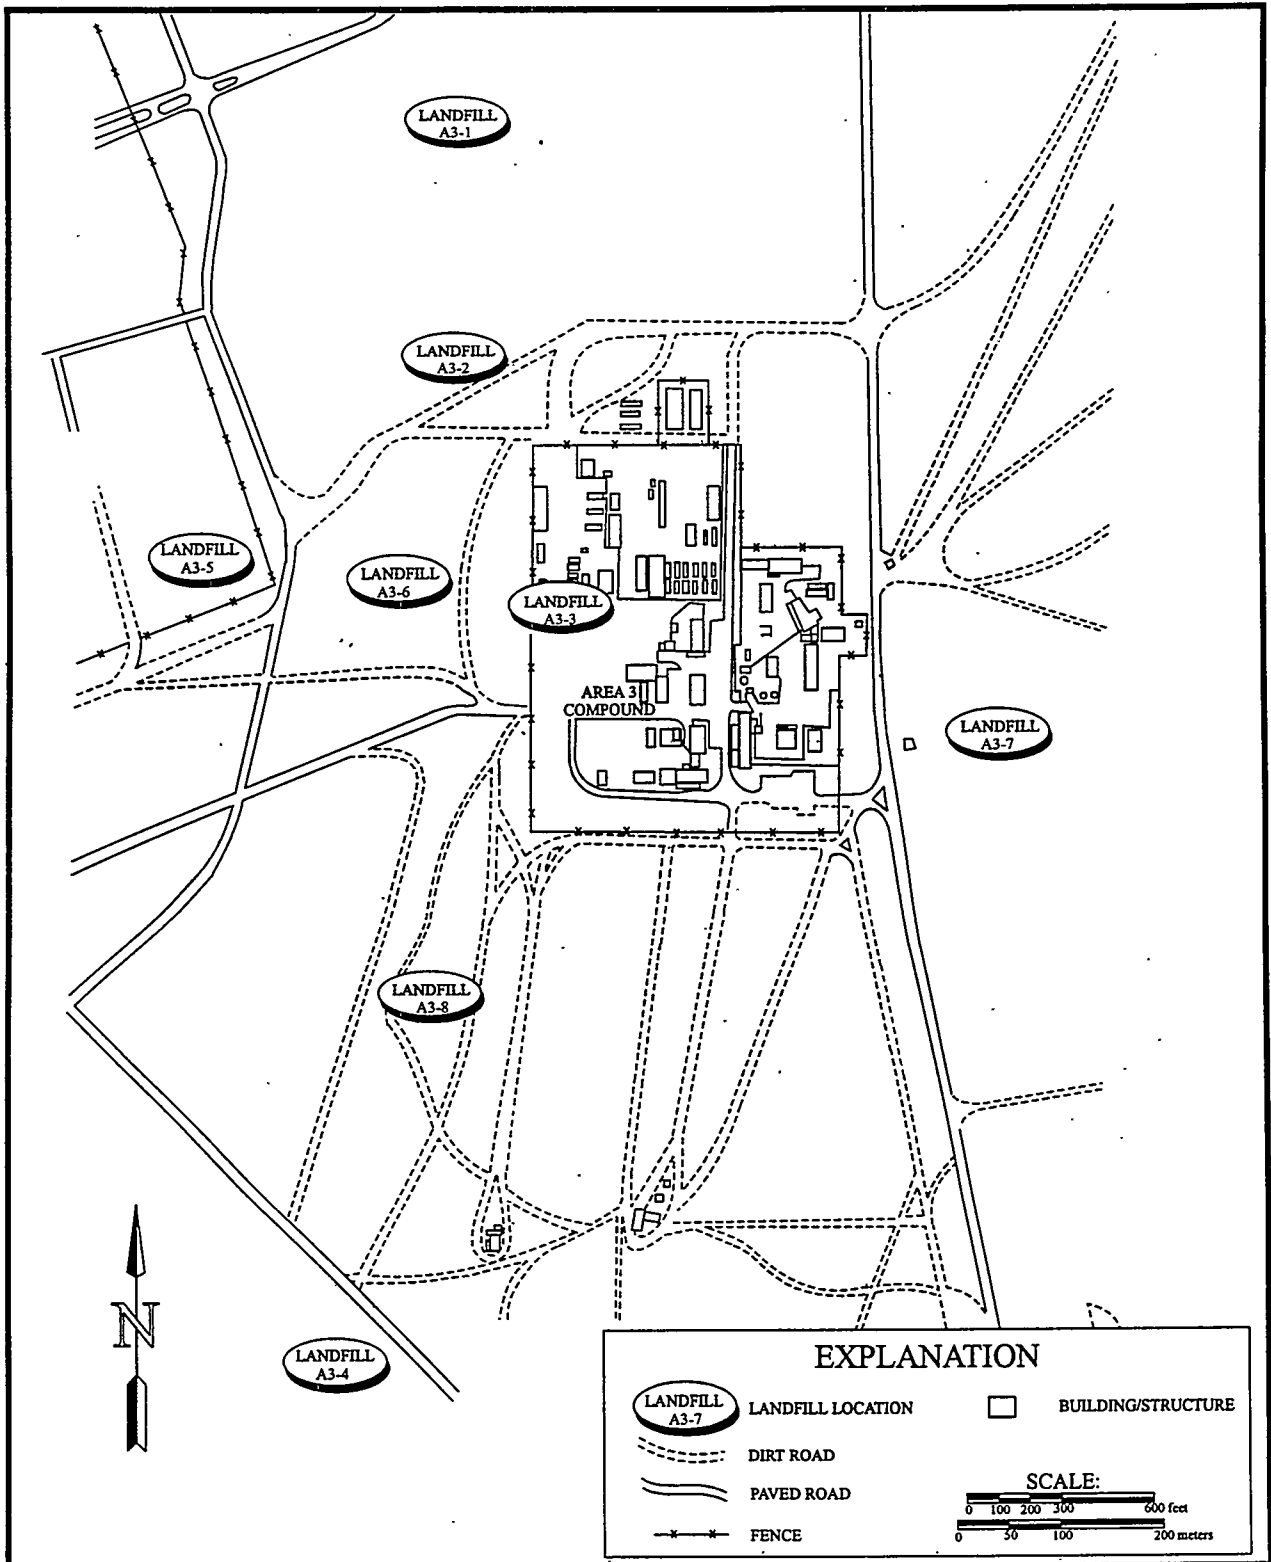 LANDFILL
A3-1
LANDFILL
A3-2
LANDFILL
A3-5
LANDFILL
A3-6
LANDFILL
A3-3
AREA 3
COMPOUND
LANDFILL
A3-7
LANDFILL
A3-8
N
LANDFILL
A3-4
EXPLANATION
LANDFILL
A3-7
LANDFILL LOCATION
BUILDING/STRUCTURE
DIRT ROAD
PAVED ROAD
FENCE
SCALE:
0 100 200 300 600 feet
0 50 100 200 meters